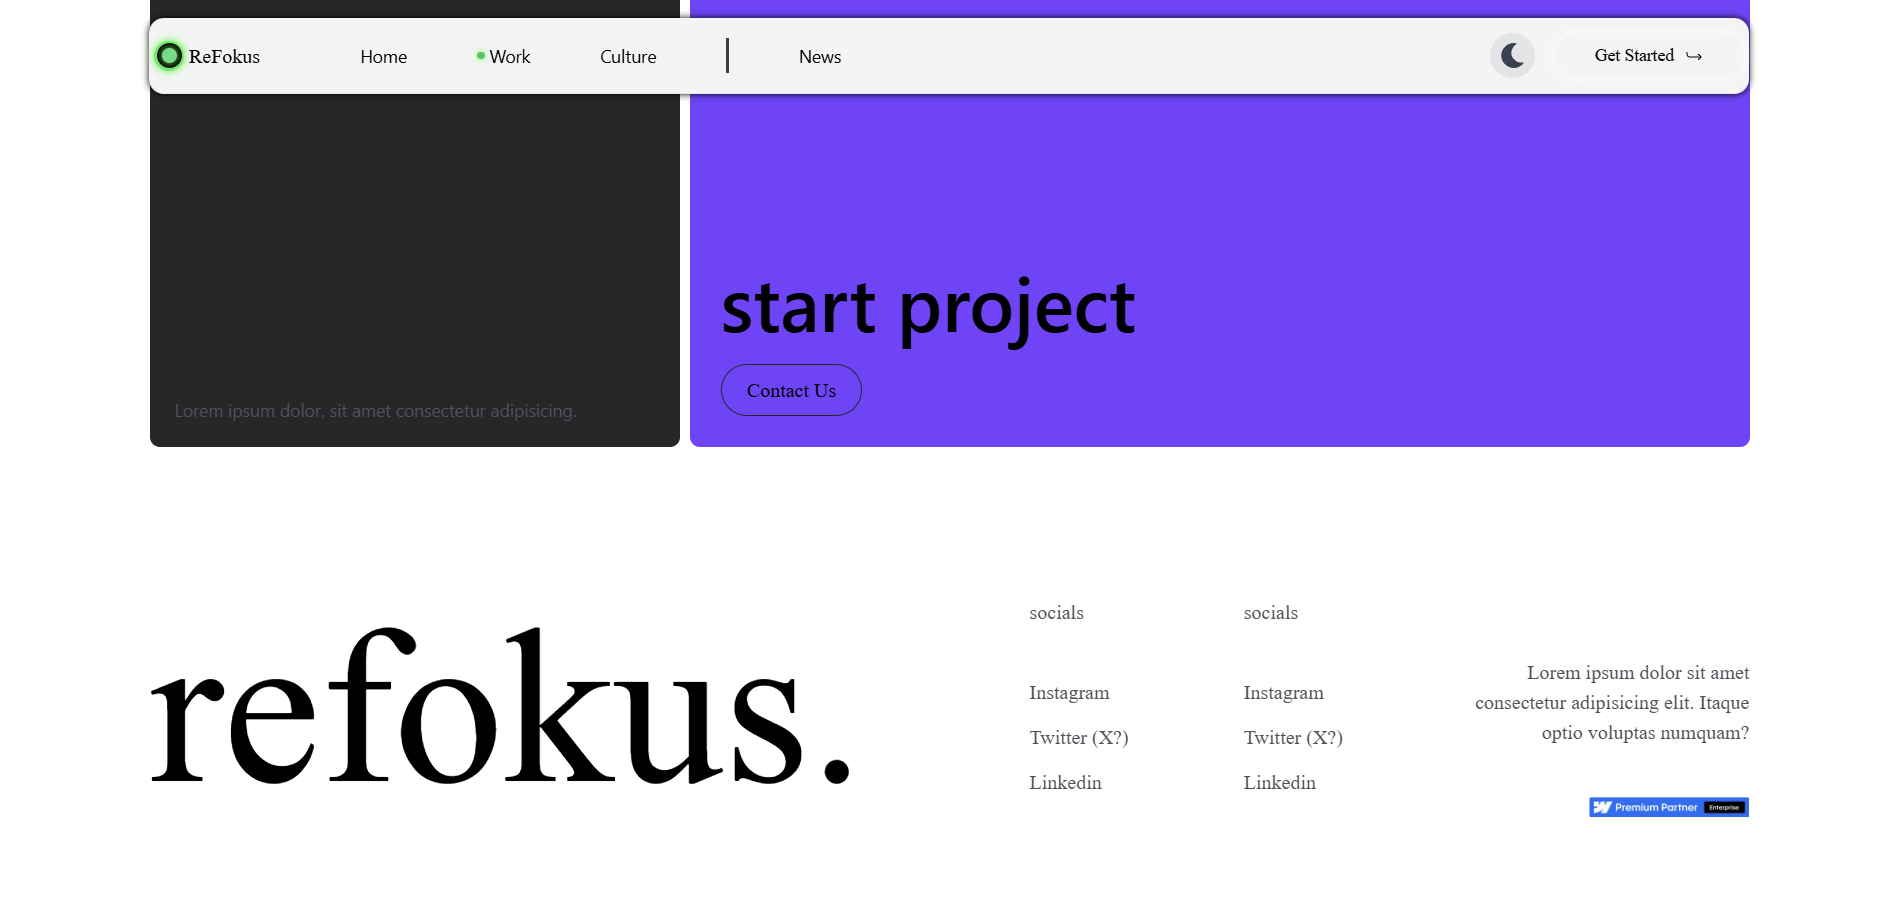 ReFokus Home Work Culture News Get Started
start project
Contact Us
Lorem ipsum dolor, sit amet consectetur adipisicing.
refokus.
socials
Instagram
Twitter (X?)
Linkedin
socials
Instagram
Twitter (X?)
Linkedin
Lorem ipsum dolor sit amet
consectetur adipisicing elit. Itaque
optio voluptas numquam?
Premium Partner Enterprise